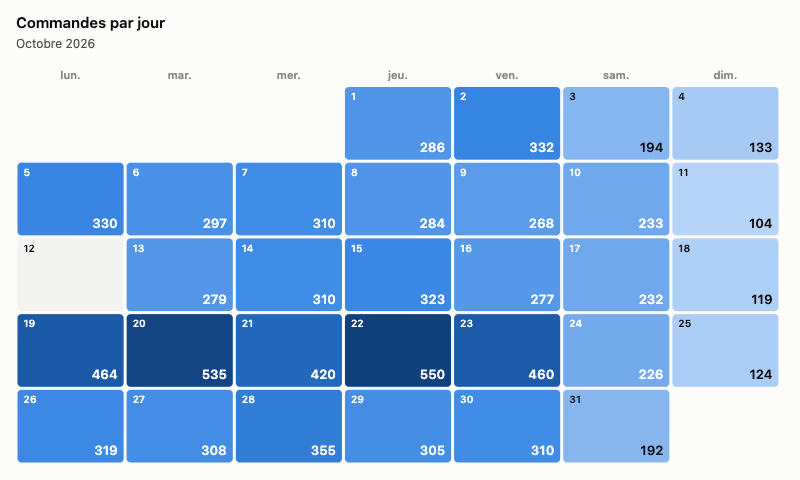 Commandes par jour
Octobre 2026
lun. mar. mer. jeu. ven. sam. dim.
1 2 3 4
286 332 194 133
5 6 7 8 9 10 11
330 297 310 284 268 233 104
12 13 14 15 16 17 18
279 310 323 277 232 119
19 20 21 22 23 24 25
464 535 420 550 460 226 124
26 27 28 29 30 31
319 308 355 305 310 192